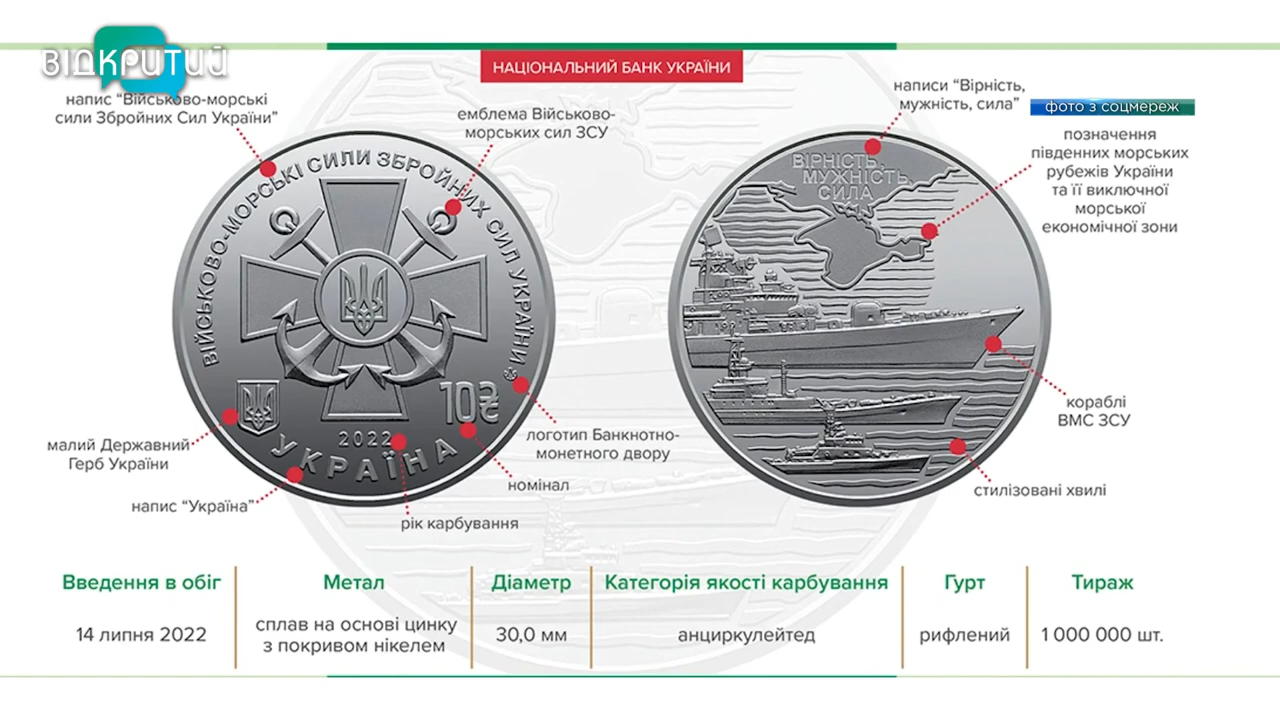 ВІДКРИТИЙ
НАЦІОНАЛЬНИЙ БАНК УКРАЇНИ
фото з соцмереж
напис “Військово-морські
сили Збройних Сил України”
емблема Військово-
морських сил ЗСУ
написи “Вірність,
мужність, сила”
позначення
південних морських
рубежів України
та її виключної
морської
економічної зони
ВІЙСЬКОВО-МОРСЬКІ СИЛИ ЗБРОЙНИХ СИЛ УКРАЇНИ
10₴
2022
УКРАЇНА
ВІРНІСТЬ,
МУЖНІСТЬ,
СИЛА
малий Державний
Герб України
напис “Україна”
рік карбування
номінал
логотип Банкнотно-
монетного двору
кораблі
ВМС ЗСУ
стилізовані хвилі
Введення в обіг
14 липня 2022
Метал
сплав на основі цинку
з покривом нікелем
Діаметр
30,0 мм
Категорія якості карбування
анциркулейтед
Гурт
рифлений
Тираж
1 000 000 шт.